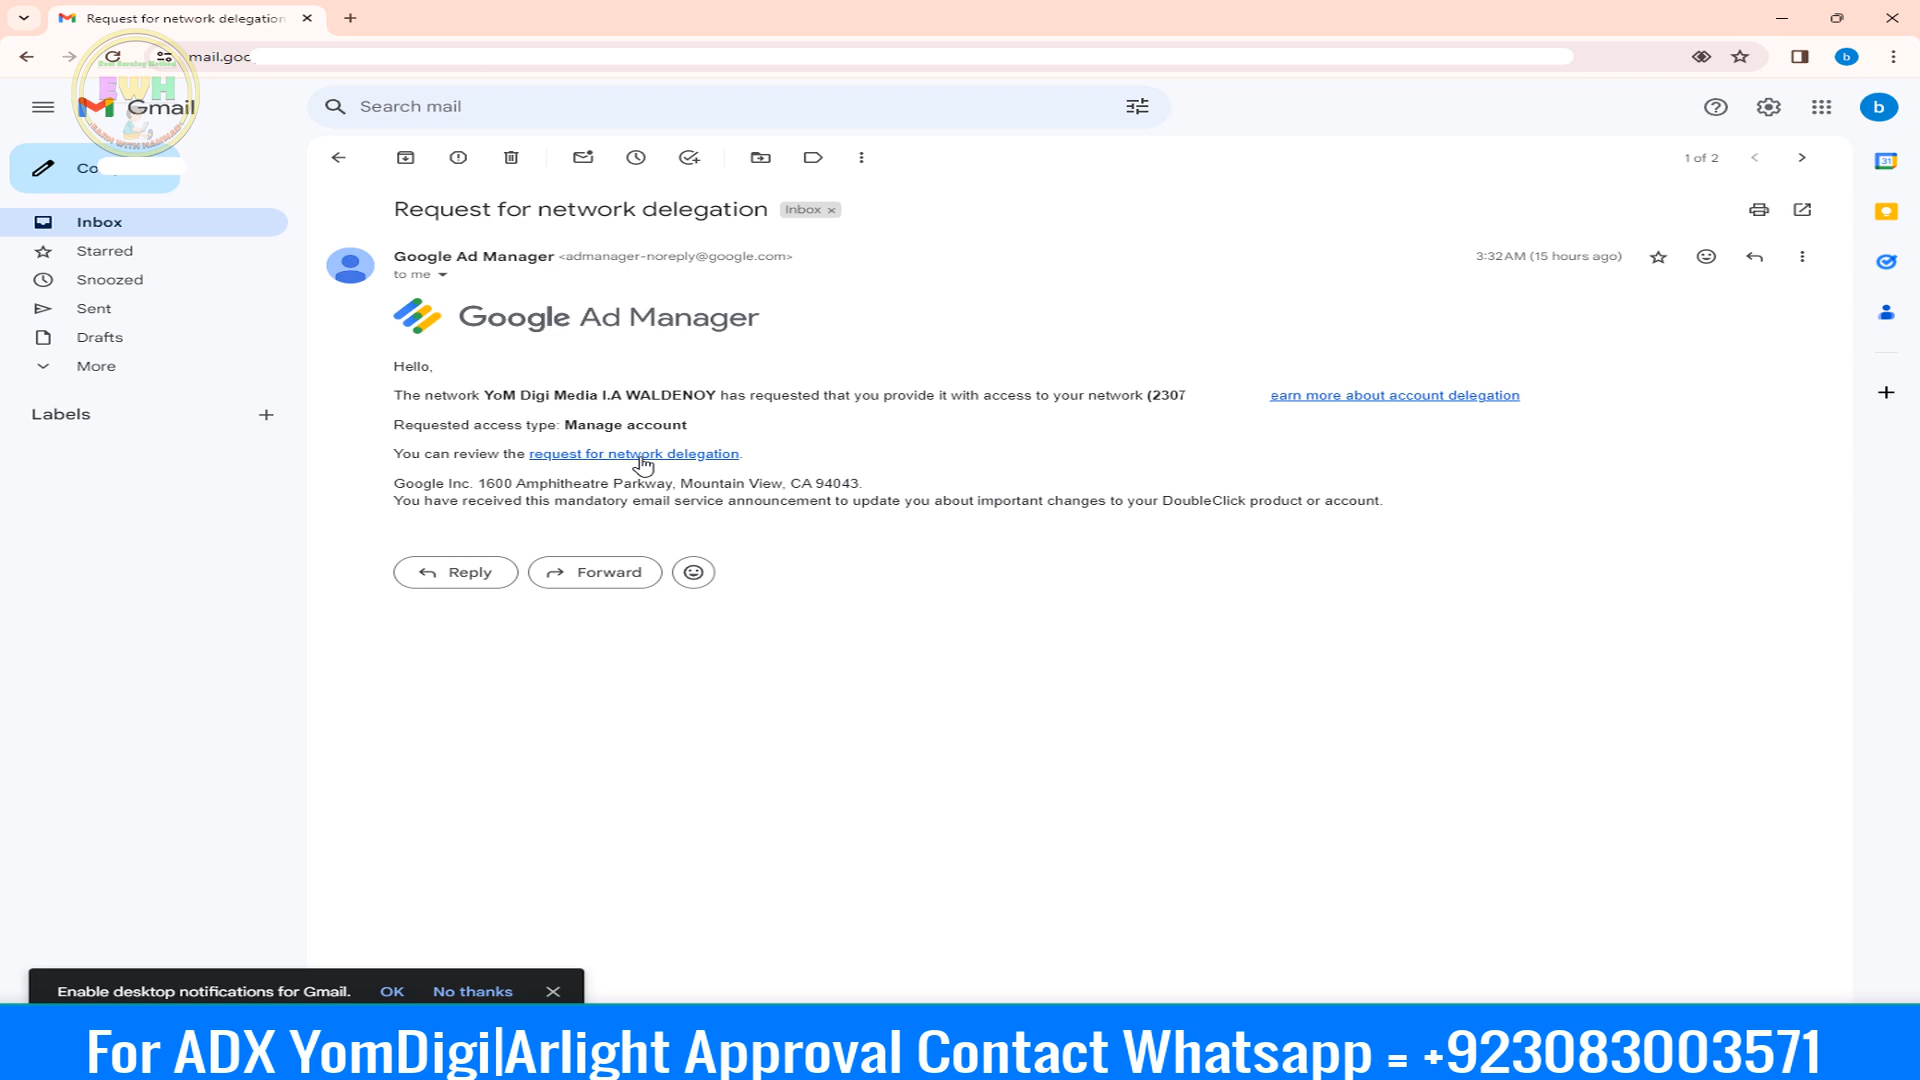 Request for network delegation
mail.goc
EWH
EARN WITH HAMMAD
Gmail
Search mail
b
b
Co
1 of 2
Inbox
Starred
Snoozed
Sent
Drafts
More
Labels
Request for network delegation Inbox ×
Google Ad Manager <admanager-noreply@google.com> 3:32 AM (15 hours ago)
to me
Google Ad Manager
Hello,
The network YoM Digi Media I.A WALDENOY has requested that you provide it with access to your network (2307 earn more about account delegation
Requested access type: Manage account
You can review the request for network delegation.
Google Inc. 1600 Amphitheatre Parkway, Mountain View, CA 94043.
You have received this mandatory email service announcement to update you about important changes to your DoubleClick product or account.
Reply Forward
31
Enable desktop notifications for Gmail. OK No thanks
For ADX YomDigi|Arlight Approval Contact Whatsapp = +923083003571